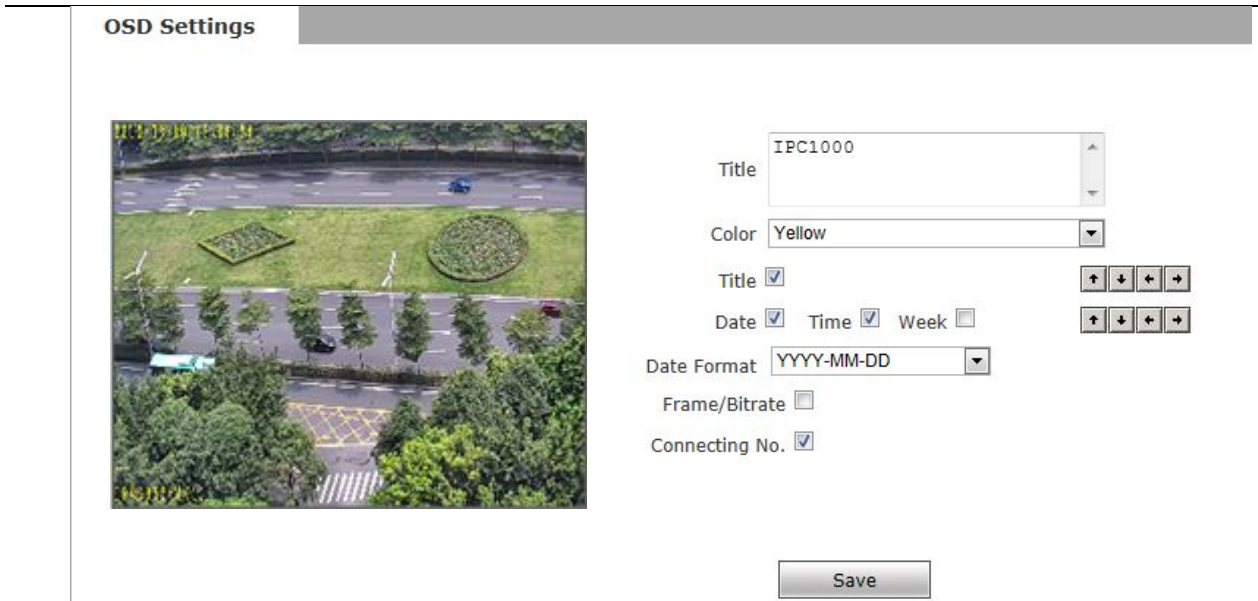 OSD Settings
Title
IPC1000
Color
Yellow
Title
Date Time Week
Date Format
YYYY-MM-DD
Frame/Bitrate
Connecting No.
Save